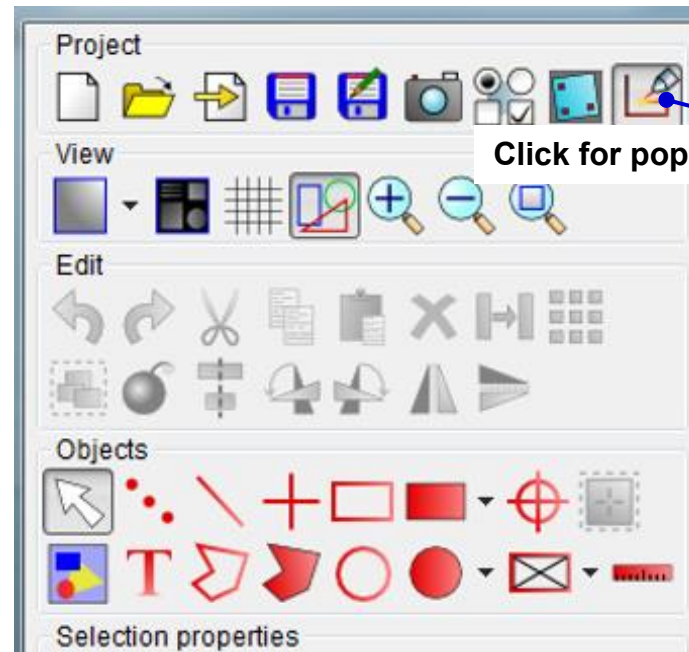 Project
View
Click for pop
Edit
Objects
T
Selection properties